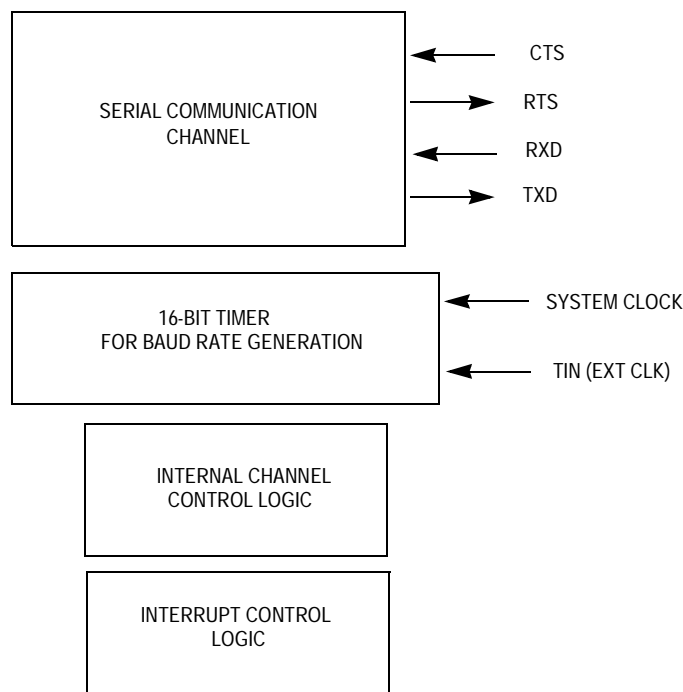 SERIAL COMMUNICATION
CHANNEL
CTS
RTS
RXD
TXD
16-BIT TIMER
FOR BAUD RATE GENERATION
SYSTEM CLOCK
TIN (EXT CLK)
INTERNAL CHANNEL
CONTROL LOGIC
INTERRUPT CONTROL
LOGIC